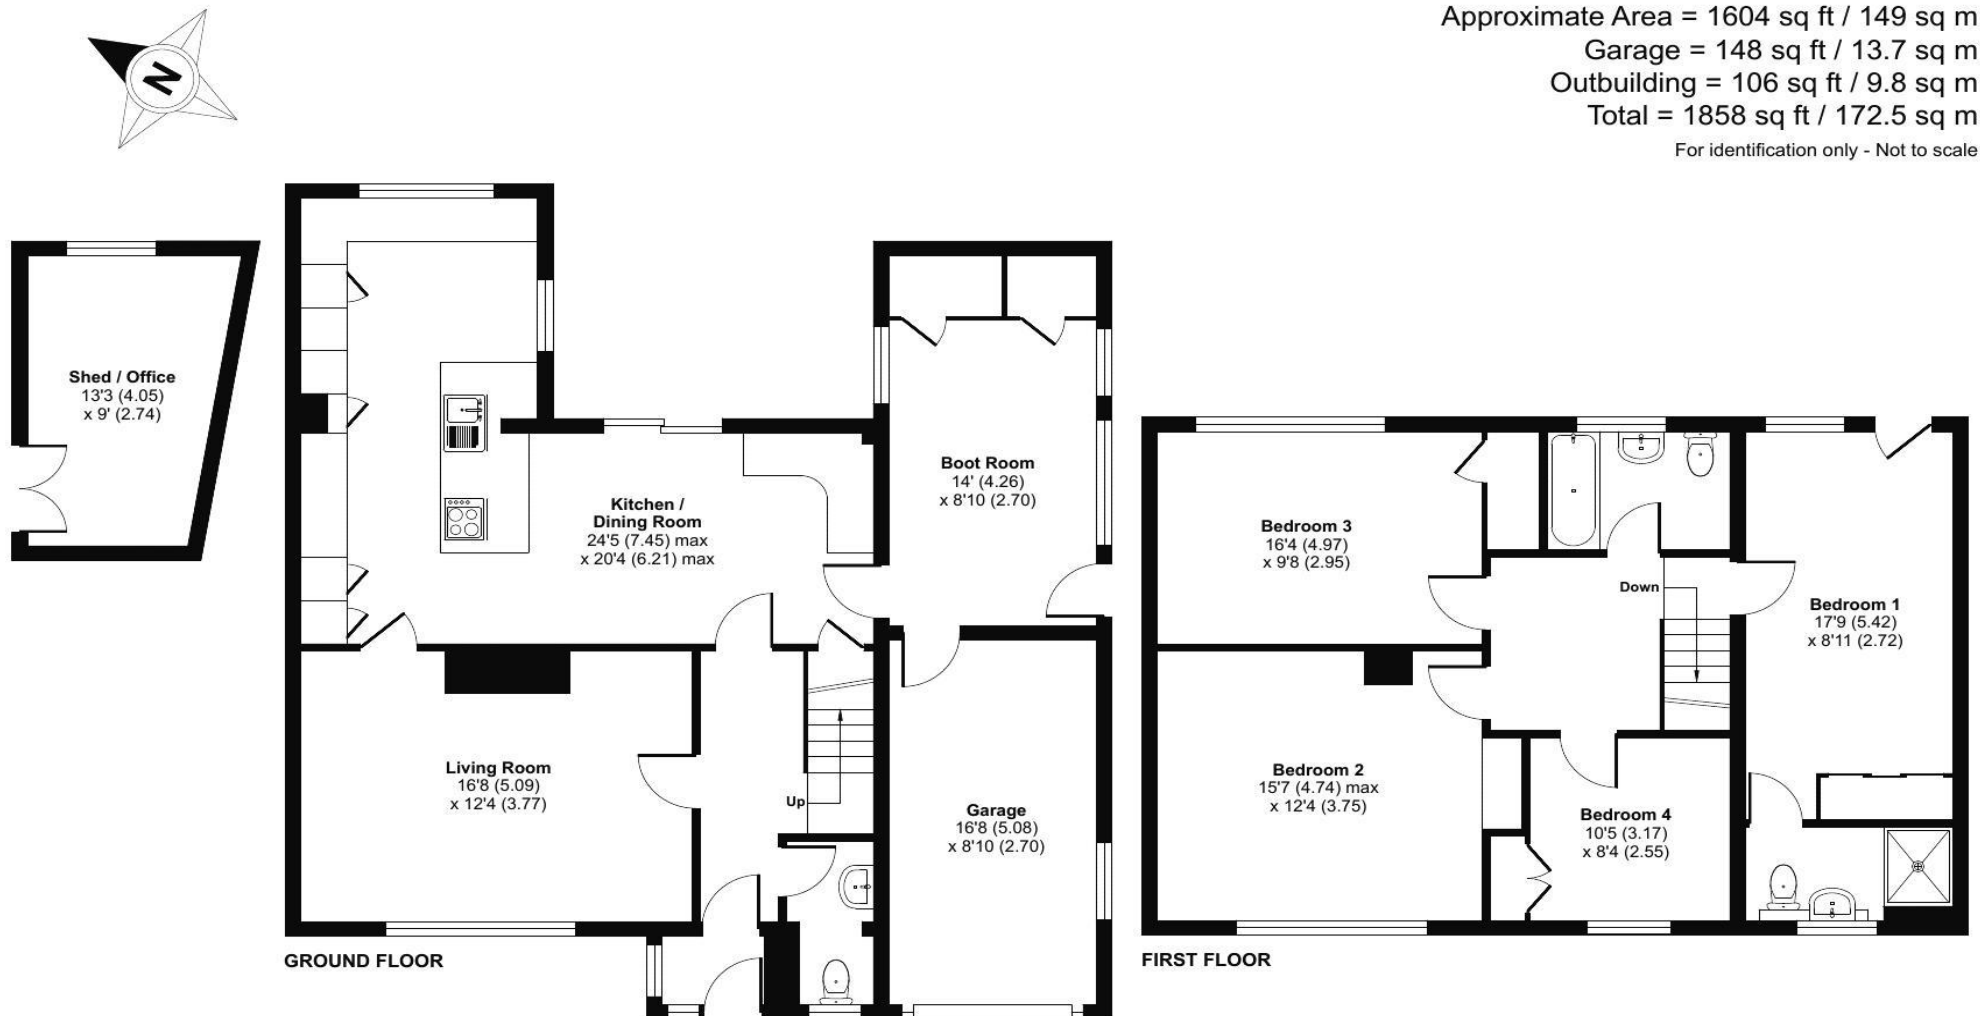 Approximate Area = 1604 sq ft / 149 sq m
Garage = 148 sq ft / 13.7 sq m
Outbuilding = 106 sq ft / 9.8 sq m
Total = 1858 sq ft / 172.5 sq m
For identification only - Not to scale
N
Shed / Office
13'3 (4.05)
x 9' (2.74)
Kitchen /
Dining Room
24'5 (7.45) max
x 20'4 (6.21) max
Boot Room
14' (4.26)
x 8'10 (2.70)
Living Room
16'8 (5.09)
x 12'4 (3.77)
Up
Garage
16'8 (5.08)
x 8'10 (2.70)
GROUND FLOOR
Bedroom 3
16'4 (4.97)
x 9'8 (2.95)
Down
Bedroom 1
17'9 (5.42)
x 8'11 (2.72)
Bedroom 2
15'7 (4.74) max
x 12'4 (3.75)
Bedroom 4
10'5 (3.17)
x 8'4 (2.55)
FIRST FLOOR